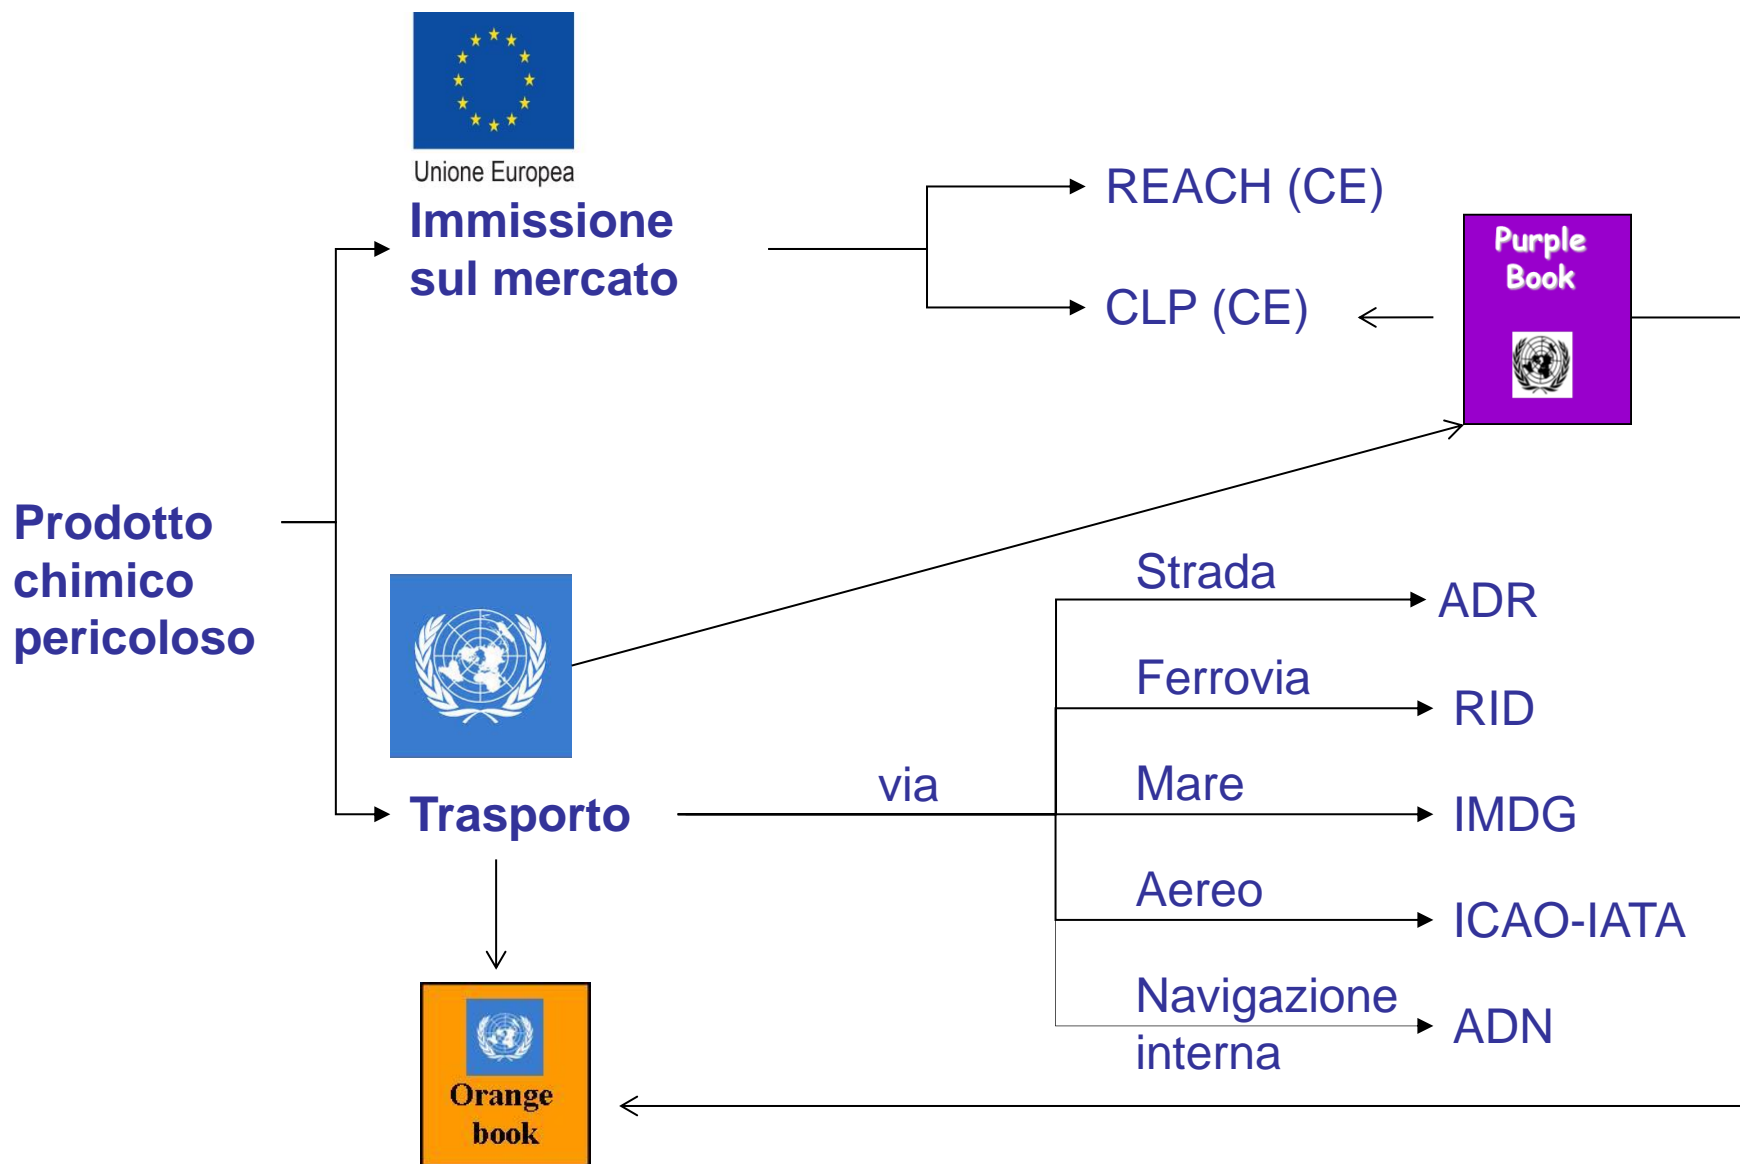 Unione Europea
Immissione
sul mercato
REACH (CE)
CLP (CE)
Purple
Book
Prodotto
chimico
pericoloso
Trasporto
via
Strada
ADR
Ferrovia
RID
Mare
IMDG
Aereo
ICAO-IATA
Navigazione
interna
ADN
Orange
book